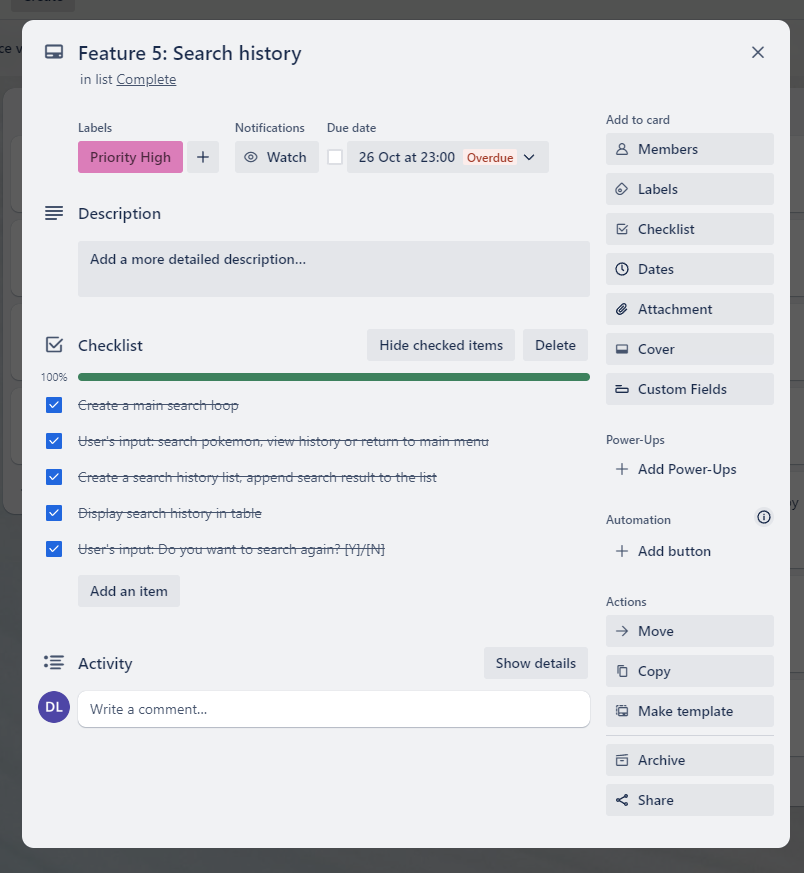 Create
ce v
Feature 5: Search history
in list Complete
Labels
Priority High
Notifications
Watch
Due date
26 Oct at 23:00 Overdue
Description
Add a more detailed description...
Checklist
Hide checked items
Delete
100%
Create a main search loop
User's input: search pokemon, view history or return to main menu
Create a search history list, append search result to the list
Display search history in table
User's input: Do you want to search again? [Y]/[N]
Add an item
Activity
Show details
DL
Write a comment...
Add to card
Members
Labels
Checklist
Dates
Attachment
Cover
Custom Fields
Power-Ups
Add Power-Ups
Automation
Add button
Actions
Move
Copy
Make template
Archive
Share